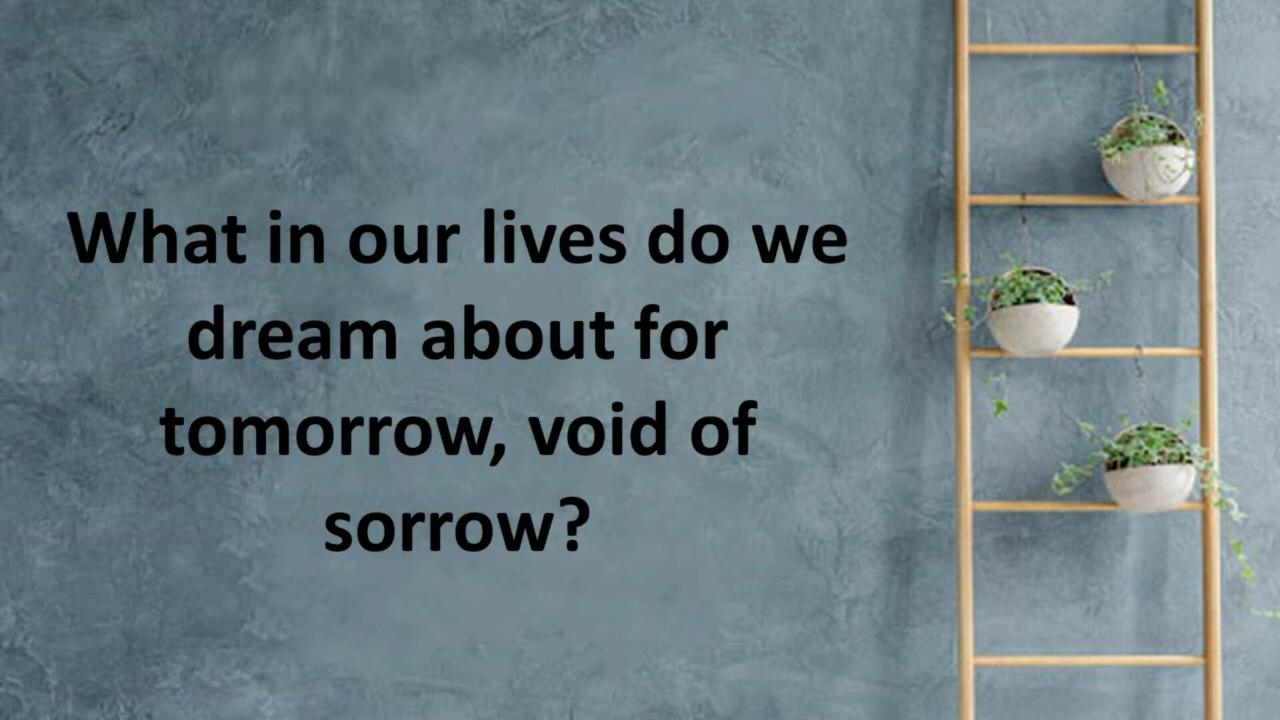 What in our lives do we
dream about for
tomorrow, void of
sorrow?